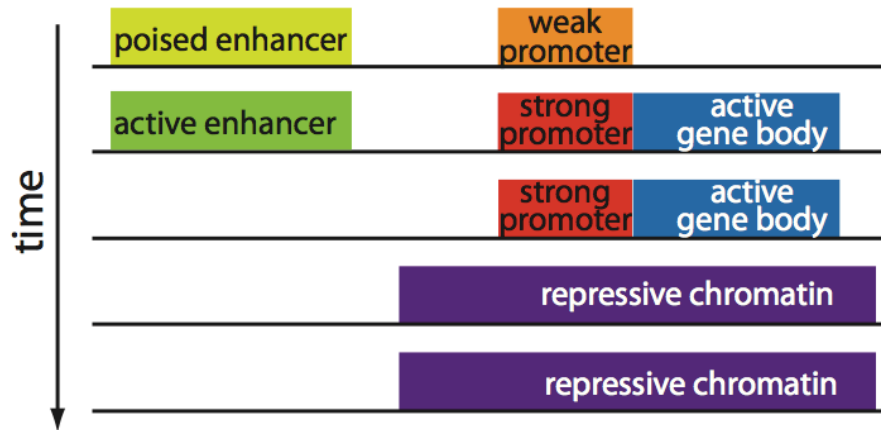 poised enhancer
weak
promoter
active enhancer
strong
promoter
active
gene body
strong
promoter
active
gene body
repressive chromatin
repressive chromatin
time